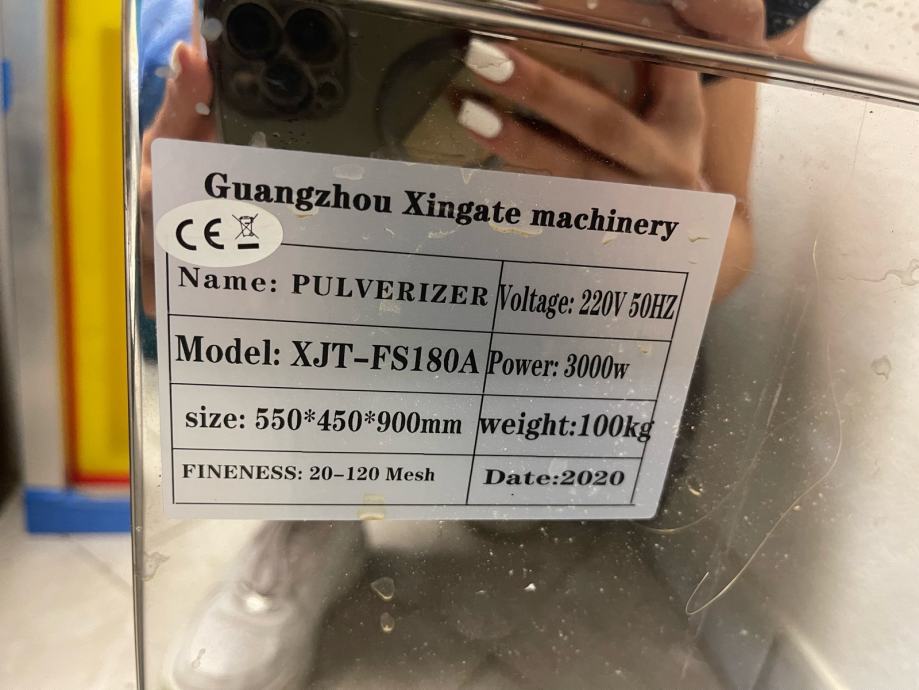 Guangzhou Xingate machinery
CE
Name: PULVERIZER
Voltage: 220V 50HZ
Model: XJT-FS180A
Power: 3000w
size: 550*450*900mm
weight:100kg
FINENESS: 20-120 Mesh
Date:2020